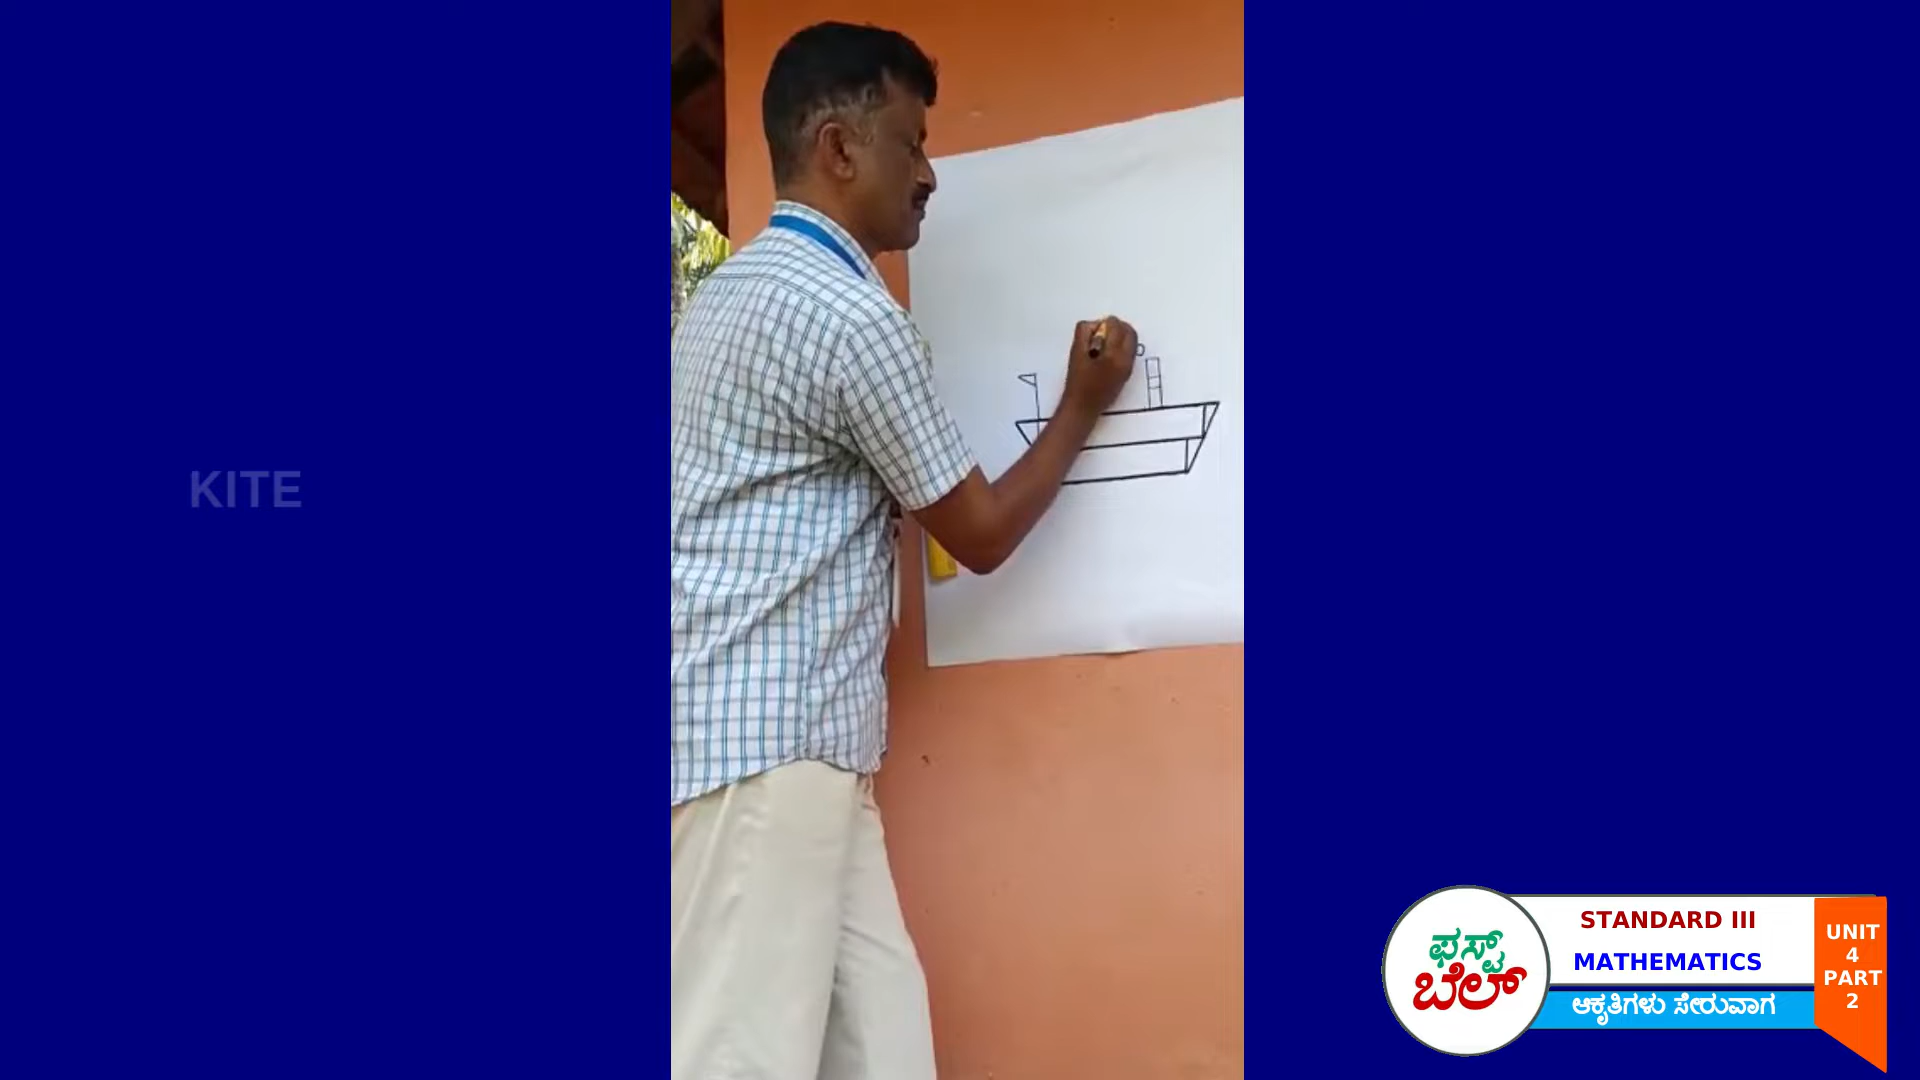 KITE
ಫಸ್ಟ್
ಬೆಲ್
STANDARD III
MATHEMATICS
ಆಕೃತಿಗಳು ಸೇರುವಾಗ
UNIT
4
PART
2